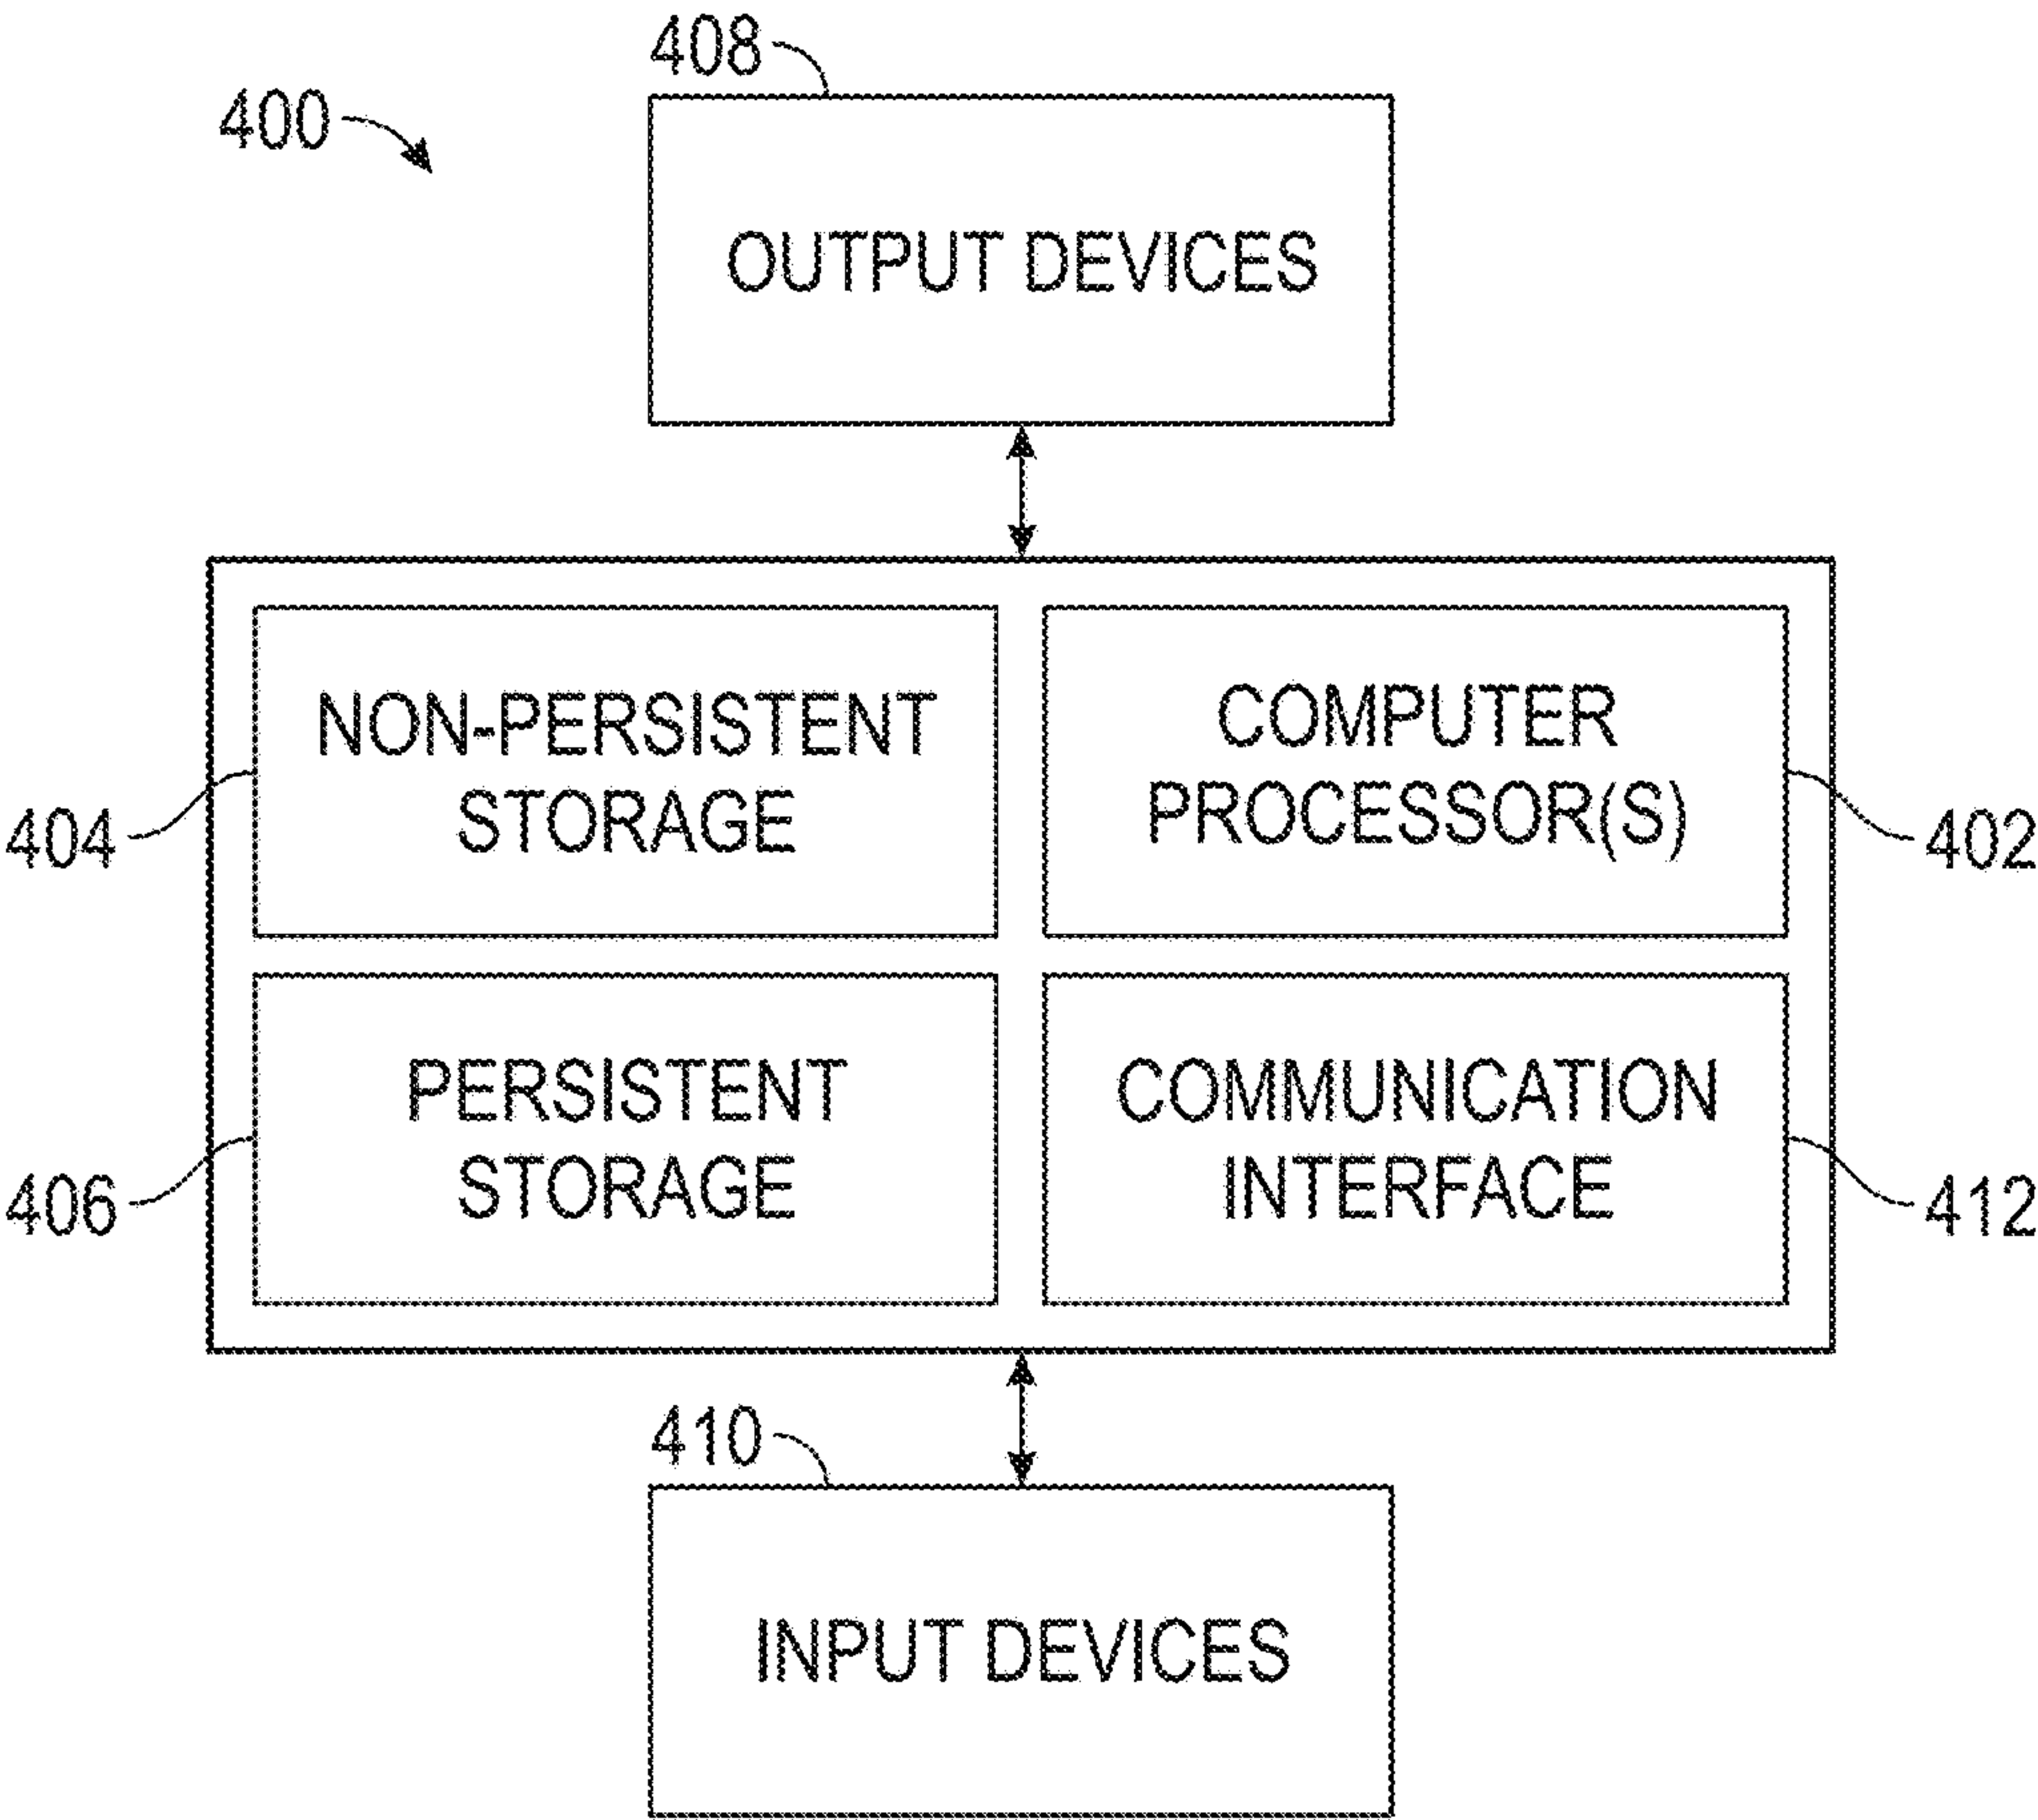 408
400
OUTPUT DEVICES
NON-PERSISTENT
STORAGE
404
COMPUTER
PROCESSOR(S)
402
PERSISTENT
STORAGE
406
COMMUNICATION
INTERFACE
412
410
INPUT DEVICES